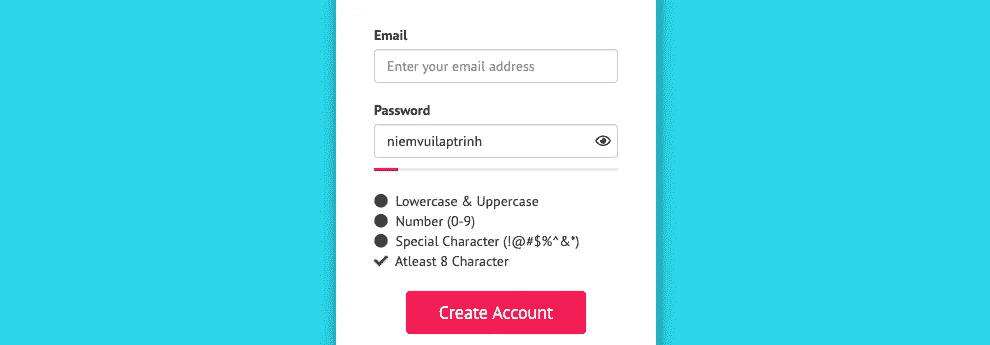 Email
Enter your email address
Password
niemvuilaptrinh
Lowercase & Uppercase
Number (0-9)
Special Character (!@#$%^&*)
Atleast 8 Character
Create Account